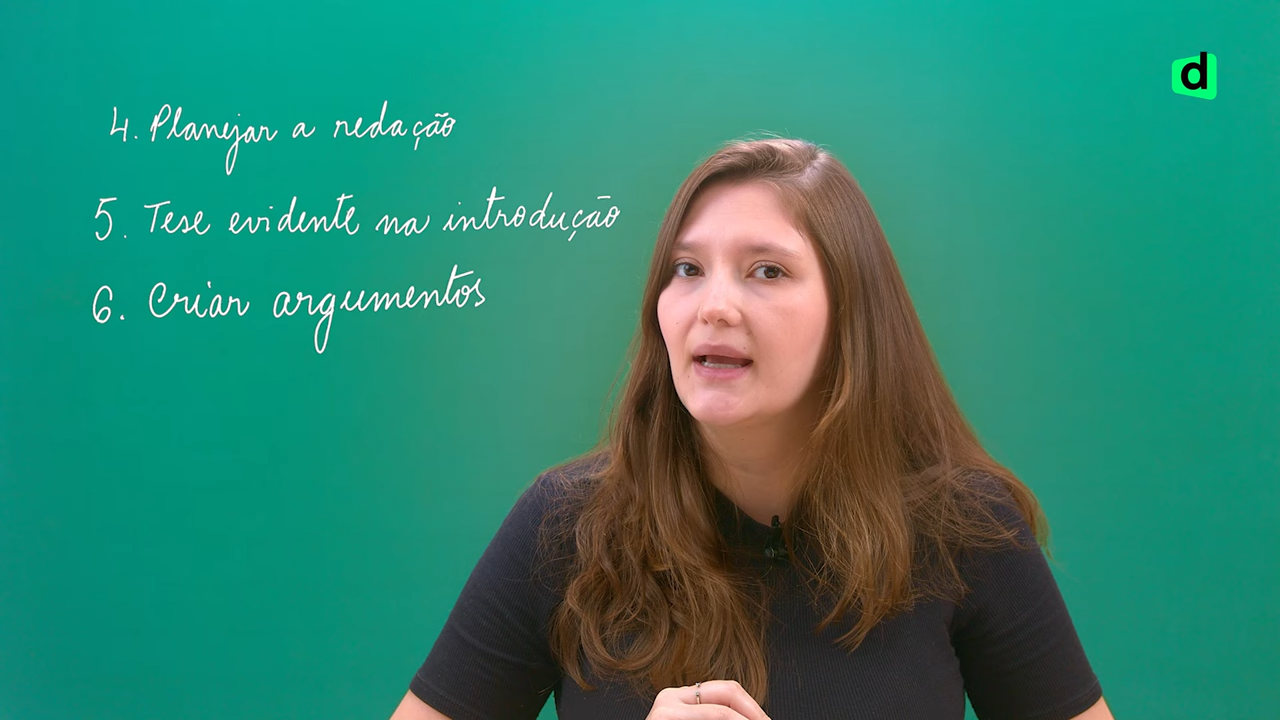 4. Planejar a redação
5. Tese evidente na introdução
6. Criar argumentos
d